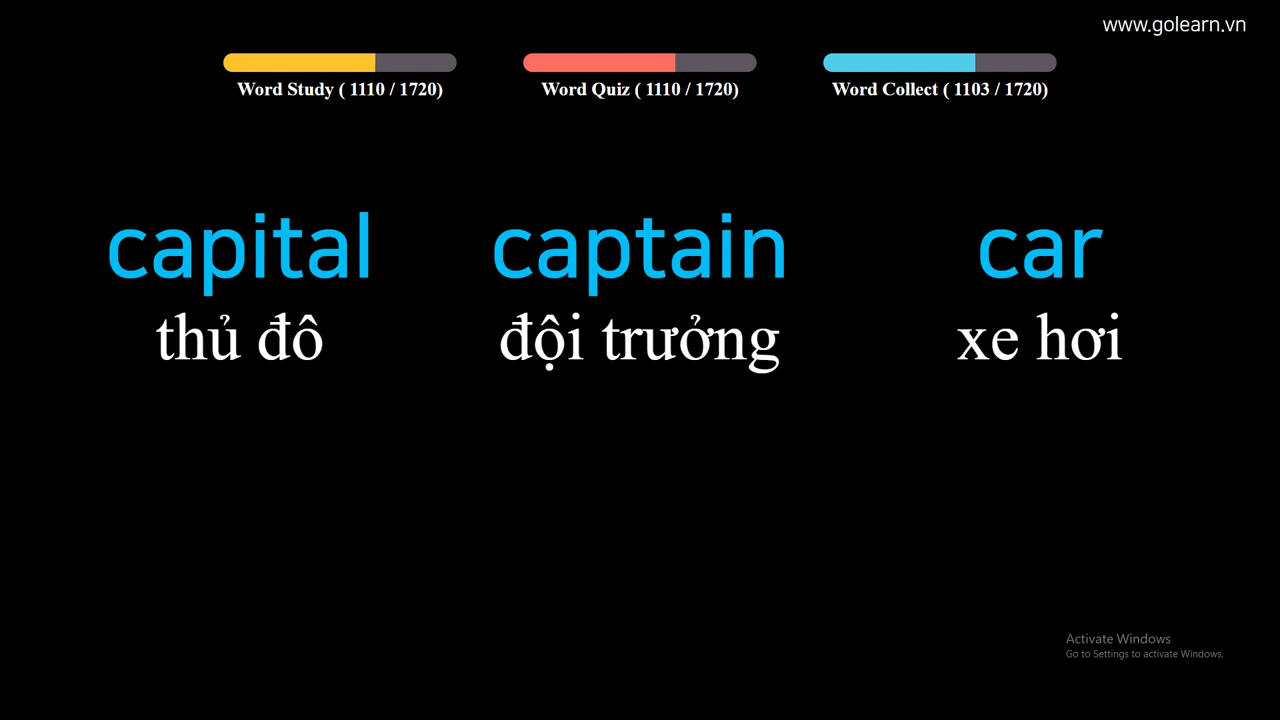 www.golearn.vn
Word Study ( 1110 / 1720)
Word Quiz ( 1110 / 1720)
Word Collect ( 1103 / 1720)
capital
thủ đô
captain
đội trưởng
car
xe hơi
Activate Windows
Go to Settings to activate Windows.